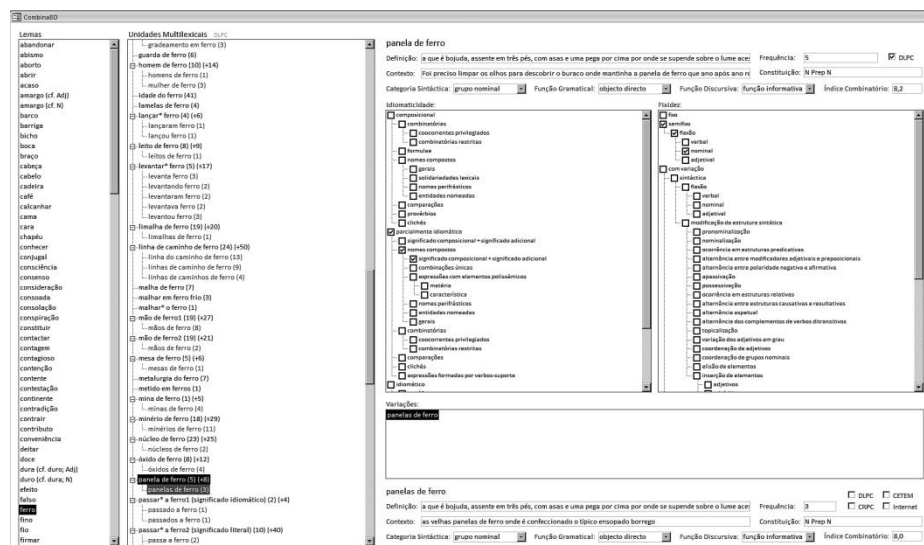 CombinaBD
Lemas
abandonar
abismo
aborto
abrir
acaso
amargo (cf. Adj)
amargo (cf. N)
barco
barriga
bicho
boca
braço
cabeça
cabelo
cadeira
café
calcanhar
cama
cara
chapéu
conhecer
conjugal
consciência
consenso
consideração
consoada
consolação
conspiração
constituir
contactar
contagem
contagioso
contenção
contente
contestação
continente
contradição
contrair
contributo
conveniência
deitar
doce
duro (cf. duro; Adj)
duro (cf. duro; N)
efeito
falso
ferro
fino
fio
firmar
Unidades Multilexicais DLPC
gradeamento em ferro (3)
guarda de ferro (6)
homem de ferro (10) (+14)
homens de ferro (1)
mulher de ferro (3)
idade do ferro (41)
lamelas de ferro (4)
lançar* ferro (4) (+6)
lançaram ferro (1)
lançou ferro (1)
leito de ferro (8) (+9)
leitos de ferro (1)
levantar* ferro (5) (+17)
levanta ferro (3)
levantando ferro (2)
levantaram ferro (2)
levantava ferro (2)
levantou ferro (3)
limalha de ferro (19) (+20)
limalhas de ferro (1)
linha de caminho de ferro (24) (+50)
linha do caminho de ferro (13)
linhas de caminho de ferro (9)
linhas de caminhos de ferro (4)
malha de ferro (7)
malhar em ferro frio (3)
malhar* o ferro (1)
mão de ferro1 (19) (+27)
mãos de ferro (8)
mão de ferro2 (19) (+21)
mãos de ferro (2)
mesa de ferro (5) (+6)
mesas de ferro (1)
metalurgia do ferro (7)
metido em ferros (1)
mina de ferro (1) (+5)
minas de ferro (4)
minério de ferro (18) (+29)
minérios de ferro (11)
núcleo de ferro (23) (+25)
núcleos de ferro (2)
óxido de ferro (8) (+12)
óxidos de ferro (4)
panela de ferro (5) (+8)
panelas de ferro (3)
passar* a ferro1 (significado idiomático) (2) (+4)
passado a ferro (1)
passados a ferro (1)
passar* a ferro2 (significado literal) (10) (+40)
passa a ferro (2)
panela de ferro
Definição: a que é bojuda, assente em três pés, com asas e uma pega por cima por onde se supende sobre o lume aces Frequência: 5 DLPC
Contexto: Foi preciso limpar os olhos para descobrir o buraco onde mantinha a panela de ferro que ano após ano re Constituição: N Prep N
Categoria Sintáctica: grupo nominal Função Gramatical: objecto directo Função Discursiva: função informativa Índice Combinatório: 8,2
Idiomaticidade:
composicional
combinatórias
coocorrentes privilegiados
combinatórias restritas
formulae
nomes compostos
gerais
solidariedades lexicais
nomes perifrásticos
entidades nomeadas
comparações
provérbios
clichés
parcialmente idiomático
significado composicional + significado adicional
nomes compostos
significado composicional + significado adicional
combinações únicas
expressões com elementos polissémicos
matéria
característica
nomes perifrásticos
entidades nomeadas
gerais
combinatórias
coocorrentes privilegiados
combinatórias restritas
comparações
clichés
expressões formadas por verbos-suporte
idiomático
Fixidez:
fixo
semifixo
flexão
verbal
nominal
adjetival
com variação
sintáctica
flexão
verbal
nominal
adjetival
modificação da estrutura sintática
pronominalização
nominalização
ocorrência em estruturas predicativas
alternância entre modificadores adjetivais e preposicionais
alternância entre polaridade negativa e afirmativa
apassivação
possessivação
ocorrência em estruturas relativas
alternância entre estruturas causativas e resultativas
alternância aspetual
alternância dos complementos de verbos ditransitivos
topicalização
variação dos adjetivos em grau
coordenação de adjetivos
coordenação de grupos nominais
elisão de elementos
inserção de elementos
adjetivos
Variações:
panelas de ferro
panelas de ferro
DLPC CETEM
Definição: a que é bojuda, assente em três pés, com asas e uma pega por cima por onde se supende sobre o lume aces Frequência: 3 CRPC Internet
Contexto: as velhas panelas de ferro onde é confeccionado o típico ensopado borrego Constituição: N Prep N
Categoria Sintáctica: grupo nominal Função Gramatical: objecto directo Função Discursiva: função informativa Índice Combinatório: 8,0